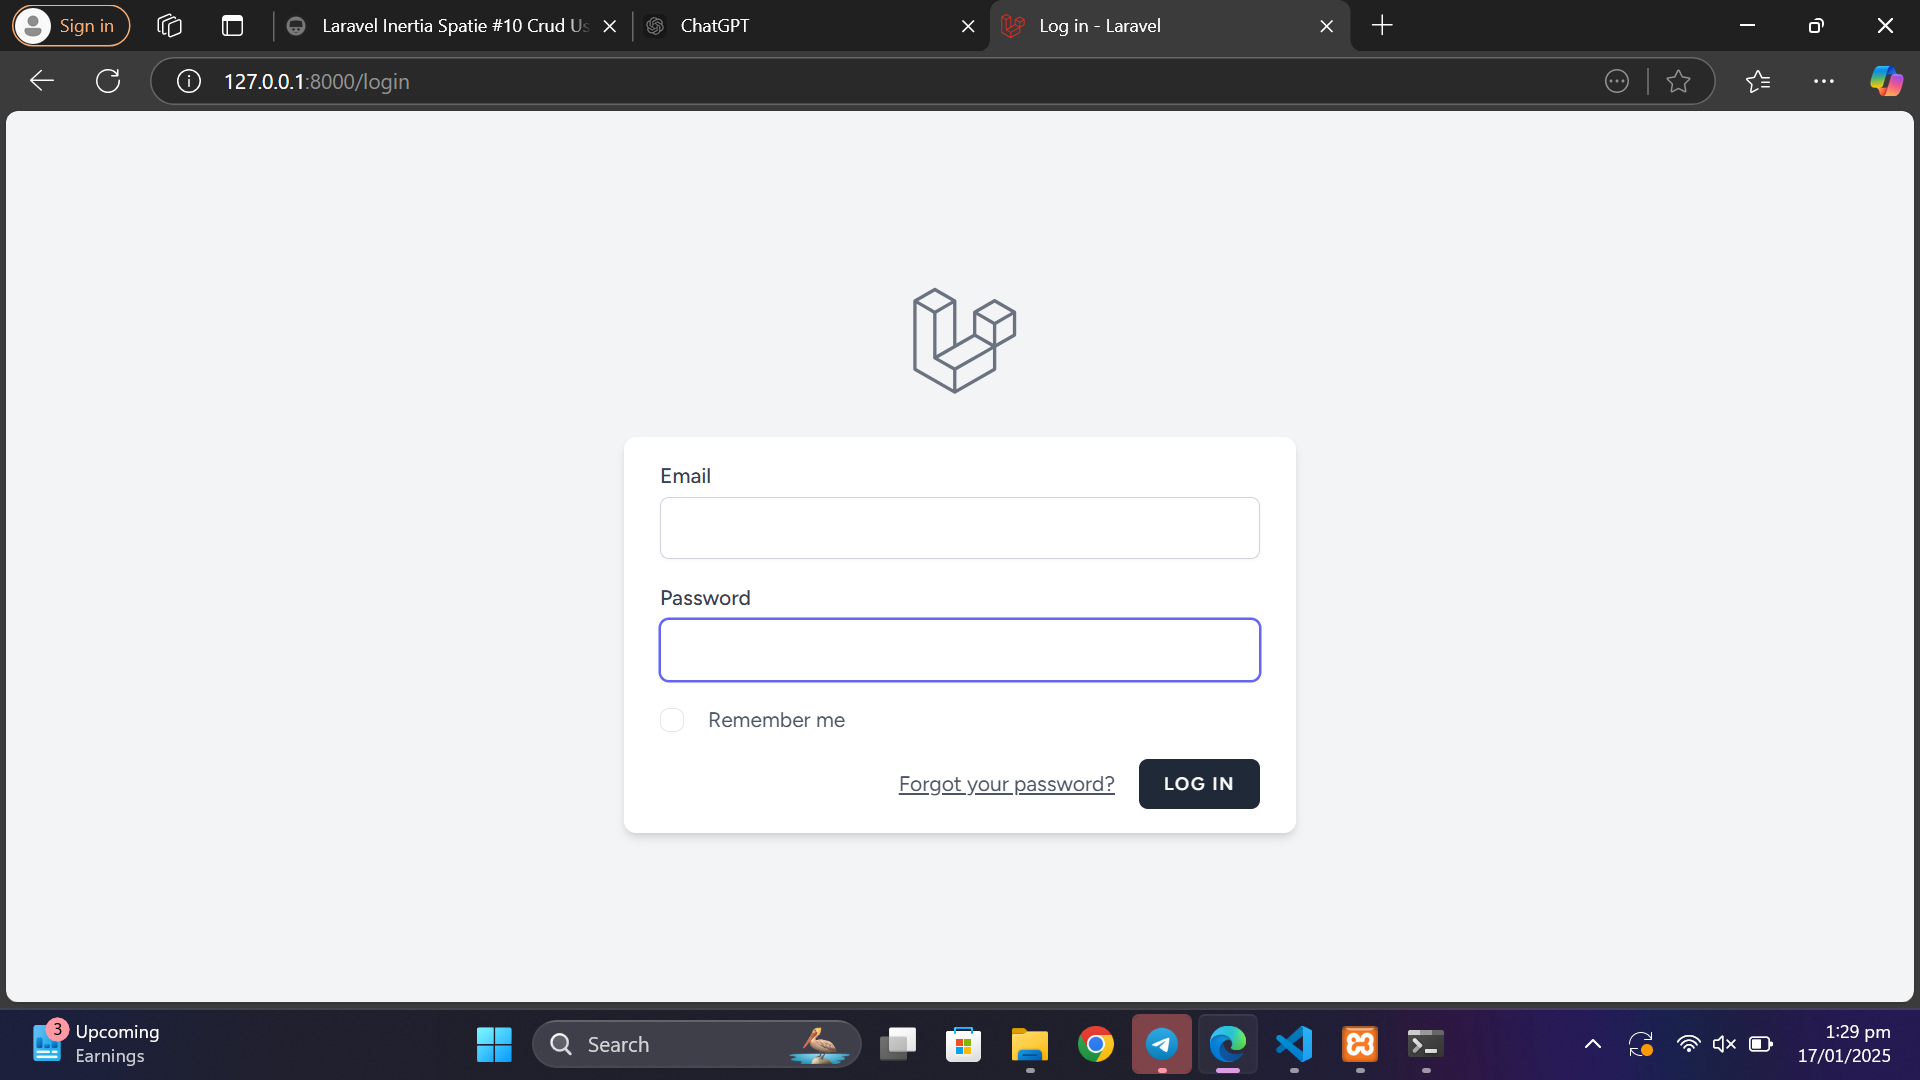 Sign in
Laravel Inertia Spatie #10 Crud Us
ChatGPT
Log in - Laravel
127.0.0.1:8000/login
Email
Password
Remember me
Forgot your password?
LOG IN
3
Upcoming
Earnings
Search
1:29 pm
17/01/2025